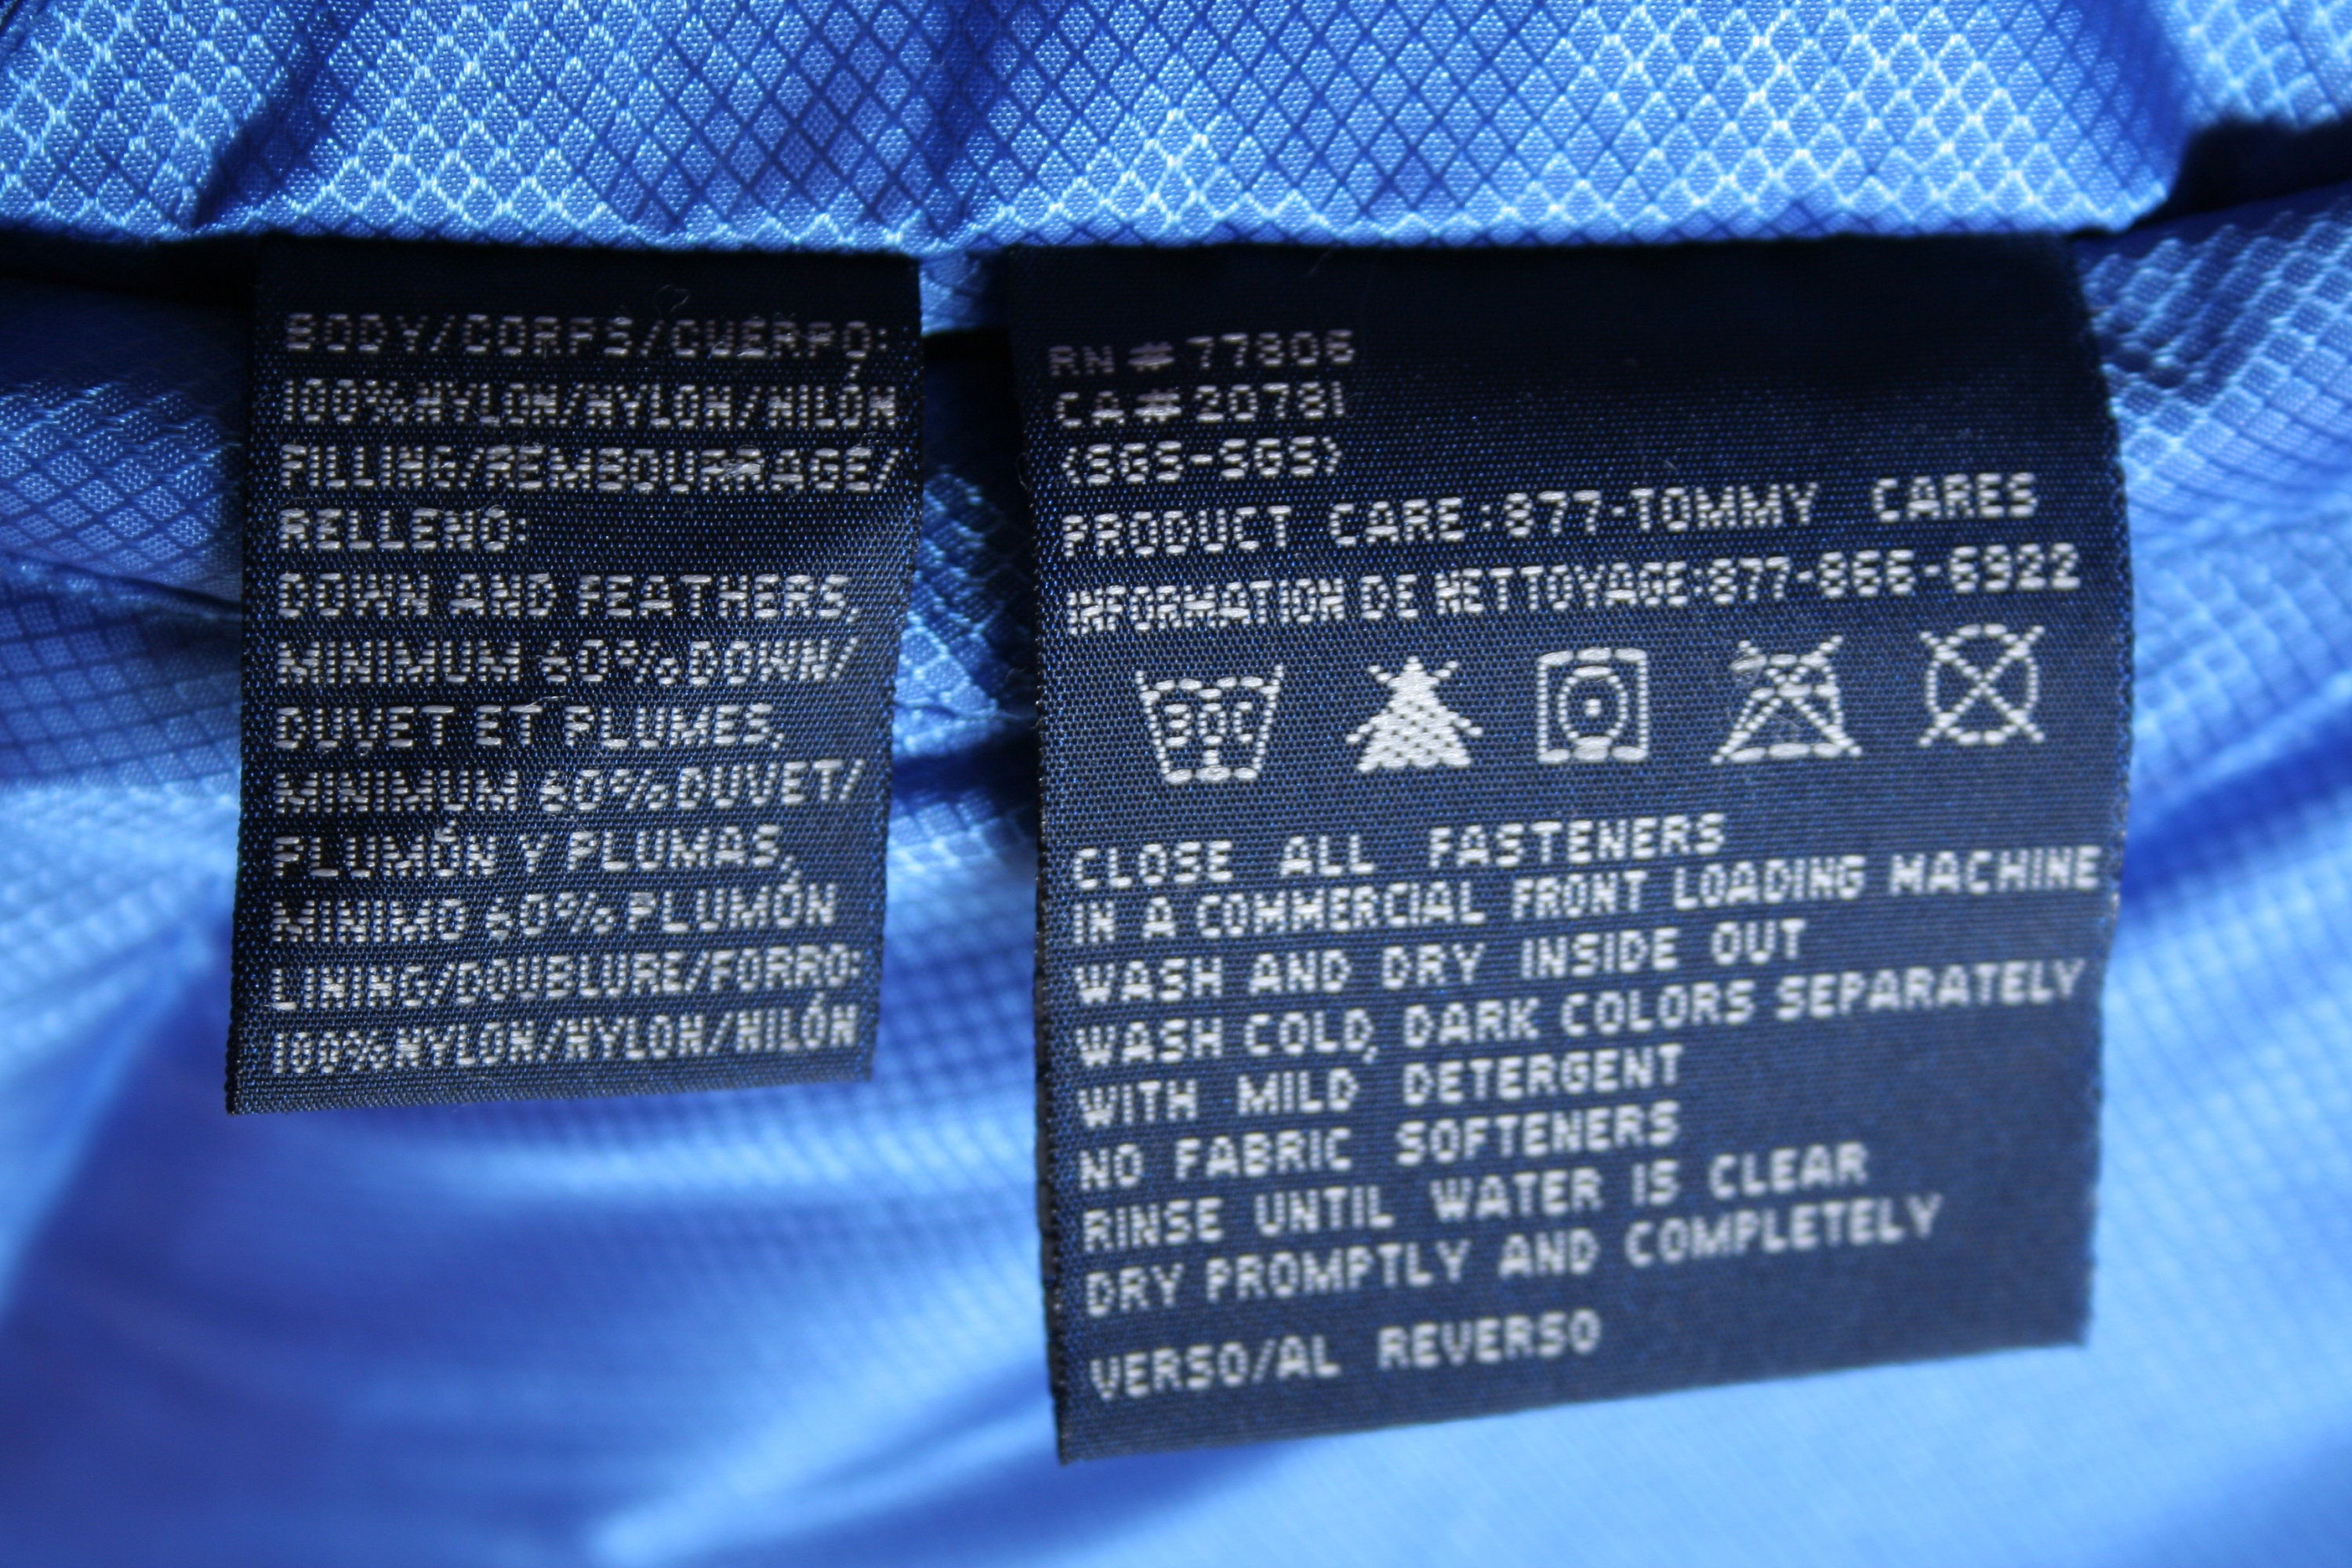 BODY/CORPS/CUERPO:
100%NYLON/NYLON/NILÓN
FILLING/REMBOURRAGE/
RELLENO:
DOWN AND FEATHERS,
MINIMUM 60%DOWN/
DUVET ET PLUMES,
MINIMUM 60%DUVET/
PLUMÓN Y PLUMAS,
MINIMO 60%PLUMÓN
LINING/DOUBLURE/FORRO:
100%NYLON/NYLON/NILÓN
RN #77806
CA#20781
(SGS-SGS)
PRODUCT CARE:877-TOMMY CARES
INFORMATION DE NETTOYAGE:877-866-6922
30C
CLOSE ALL FASTENERS
IN A COMMERCIAL FRONT LOADING MACHINE
WASH AND DRY INSIDE OUT
WASH COLD, DARK COLORS SEPARATELY
WITH MILD DETERGENT
NO FABRIC SOFTENERS
RINSE UNTIL WATER IS CLEAR
DRY PROMPTLY AND COMPLETELY
VERSO/AL REVERSO